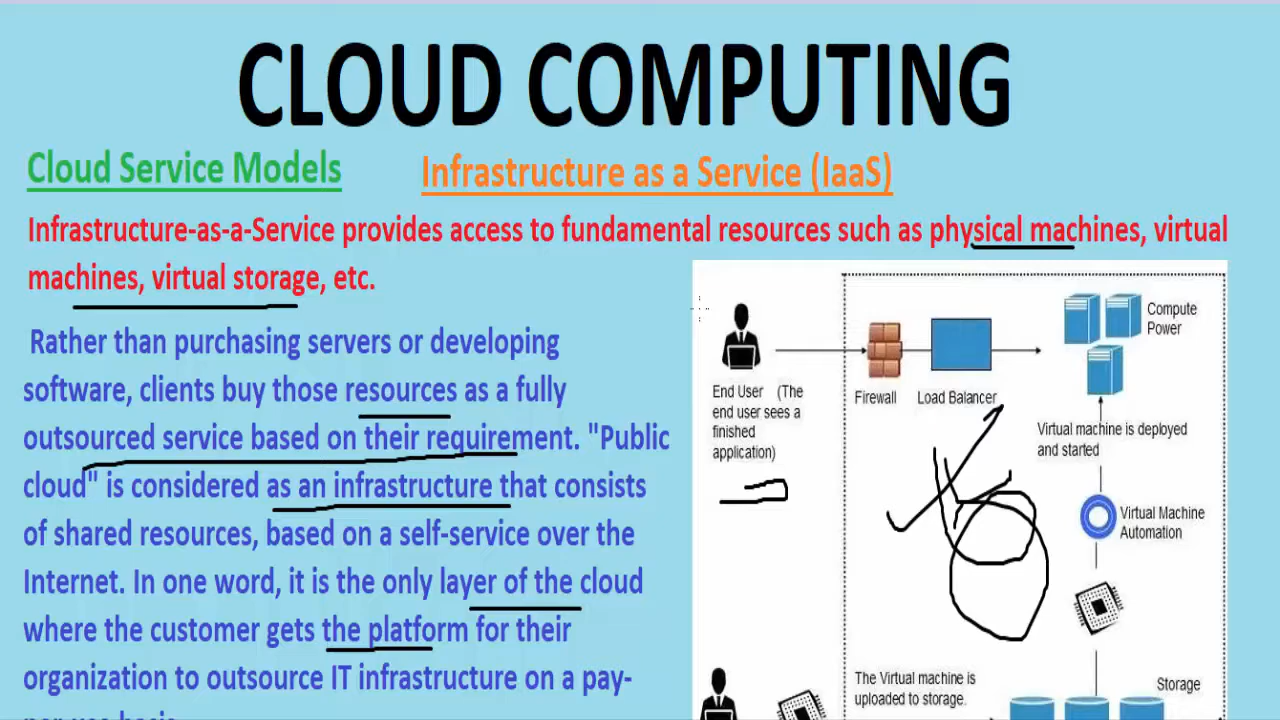 CLOUD COMPUTING
Cloud Service Models
Infrastructure as a Service (IaaS)
Infrastructure-as-a-Service provides access to fundamental resources such as physical machines, virtual
machines, virtual storage, etc.
Rather than purchasing servers or developing
software, clients buy those resources as a fully
outsourced service based on their requirement. "Public
cloud" is considered as an infrastructure that consists
of shared resources, based on a self-service over the
Internet. In one word, it is the only layer of the cloud
where the customer gets the platform for their
organization to outsource IT infrastructure on a pay-
End User (The
end user sees a
finished
application)
Firewall
Load Balancer
Compute
Power
Virtual machine is deployed
and started
Virtual Machine
Automation
The Virtual machine is
uploaded to storage.
Storage